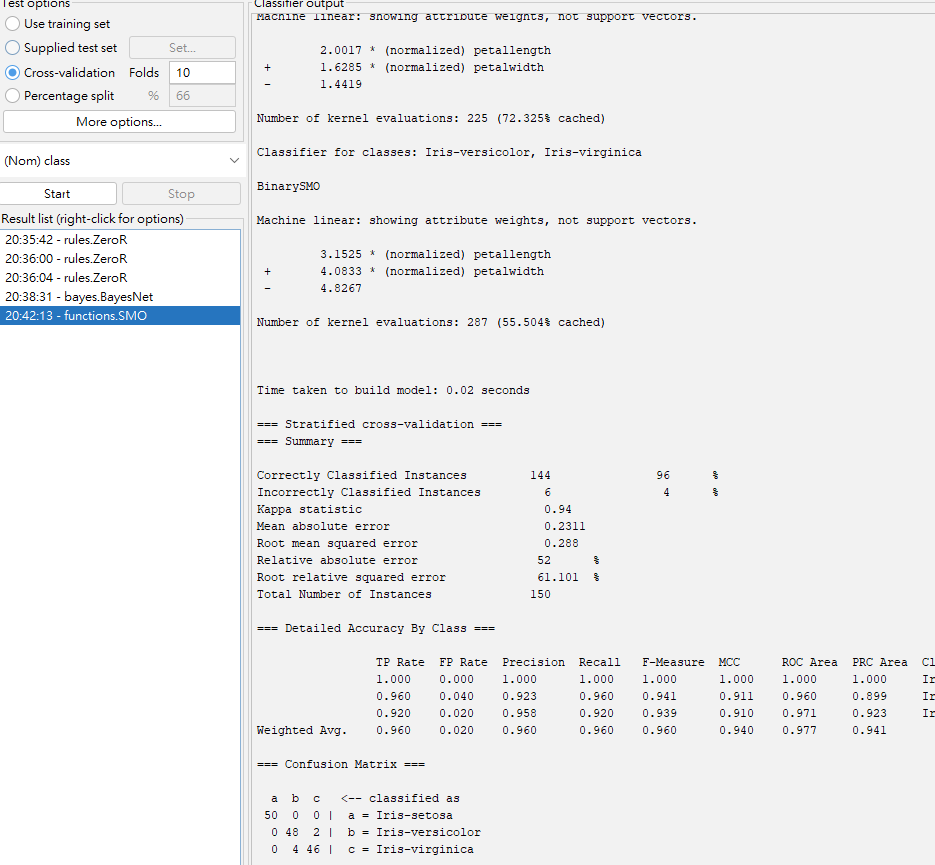 Test options
Use training set
Supplied test set Set...
Cross-validation Folds 10
Percentage split % 66
More options...
(Nom) class
Start Stop
Result list (right-click for options)
20:35:42 - rules.ZeroR
20:36:00 - rules.ZeroR
20:36:04 - rules.ZeroR
20:38:31 - bayes.BayesNet
20:42:13 - functions.SMO
Classifier output
Machine linear: showing attribute weights, not support vectors.
2.0017 * (normalized) petallength
+ 1.6285 * (normalized) petalwidth
- 1.4419
Number of kernel evaluations: 225 (72.325% cached)
Classifier for classes: Iris-versicolor, Iris-virginica
BinarySMO
Machine linear: showing attribute weights, not support vectors.
3.1525 * (normalized) petallength
+ 4.0833 * (normalized) petalwidth
- 4.8267
Number of kernel evaluations: 287 (55.504% cached)
Time taken to build model: 0.02 seconds
=== Stratified cross-validation ===
=== Summary ===
Correctly Classified Instances 144 96 %
Incorrectly Classified Instances 6 4 %
Kappa statistic 0.94
Mean absolute error 0.2311
Root mean squared error 0.288
Relative absolute error 52 %
Root relative squared error 61.101 %
Total Number of Instances 150
=== Detailed Accuracy By Class ===
TP Rate FP Rate Precision Recall F-Measure MCC ROC Area PRC Area Cl
1.000 0.000 1.000 1.000 1.000 1.000 1.000 1.000 Ir
0.960 0.040 0.923 0.960 0.941 0.911 0.960 0.899 Ir
0.920 0.020 0.958 0.920 0.939 0.910 0.971 0.923 Ir
Weighted Avg. 0.960 0.020 0.960 0.960 0.960 0.940 0.977 0.941
=== Confusion Matrix ===
a b c <-- classified as
50 0 0 | a = Iris-setosa
0 48 2 | b = Iris-versicolor
0 4 46 | c = Iris-virginica